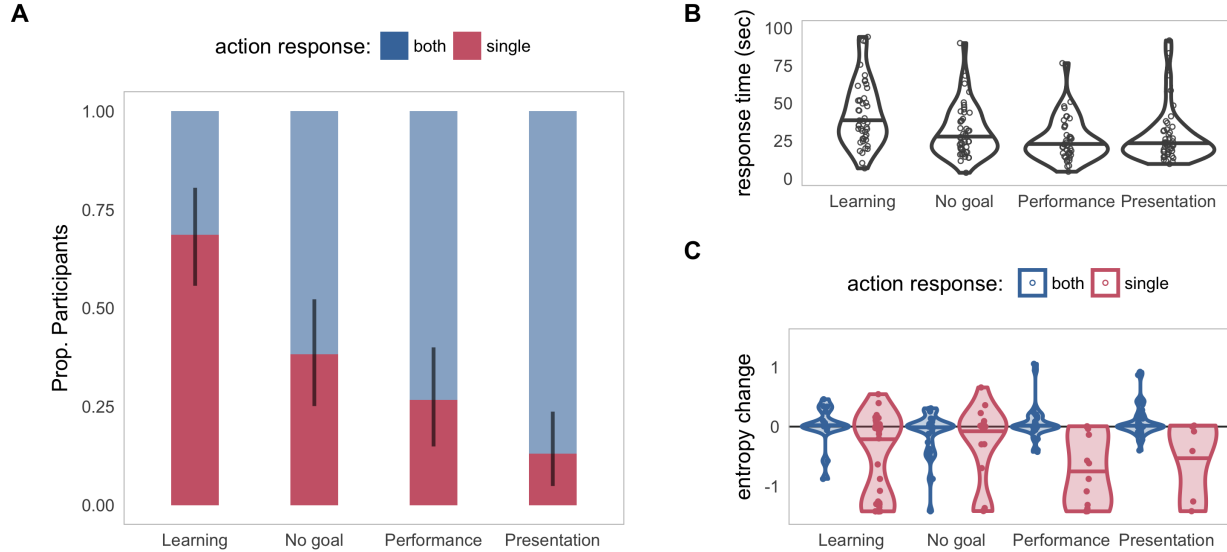 A
action response: both single
Prop. Participants
1.00
0.75
0.50
0.25
0.00
Learning No goal Performance Presentation
B
response time (sec)
100
75
50
25
0
Learning No goal Performance Presentation
C
action response: both single
entropy change
1
0
-1
Learning No goal Performance Presentation